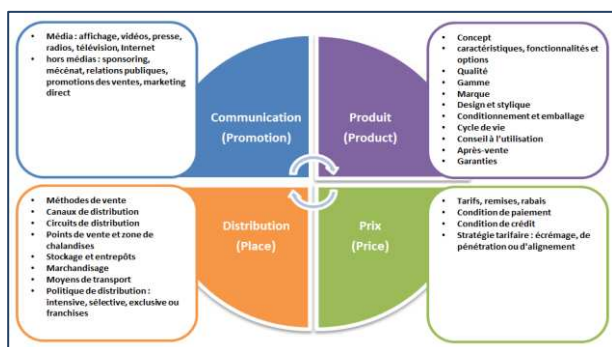 Média : affichage, vidéos, presse,
radios, télévision, Internet
hors médias : sponsoring,
mécénat, relations publiques,
promotions des ventes, marketing
direct
Communication
(Promotion)
Produit
(Product)
Concept
caractéristiques, fonctionnalités et
options
Qualité
Gamme
Marque
Design et stylique
Conditionnement et emballage
Cycle de vie
Conseil à l'utilisation
Après-vente
Garanties
Méthodes de vente
Canaux de distribution
Circuits de distribution
Points de vente et zone de
chalandises
Stockage et entrepôts
Marchandisage
Moyens de transport
Politique de distribution :
intensive, sélective, exclusive ou
franchises
Distribution
(Place)
Prix
(Price)
Tarifs, remises, rabais
Condition de paiement
Condition de crédit
Stratégie tarifaire : écrémage, de
pénétration ou d'alignement